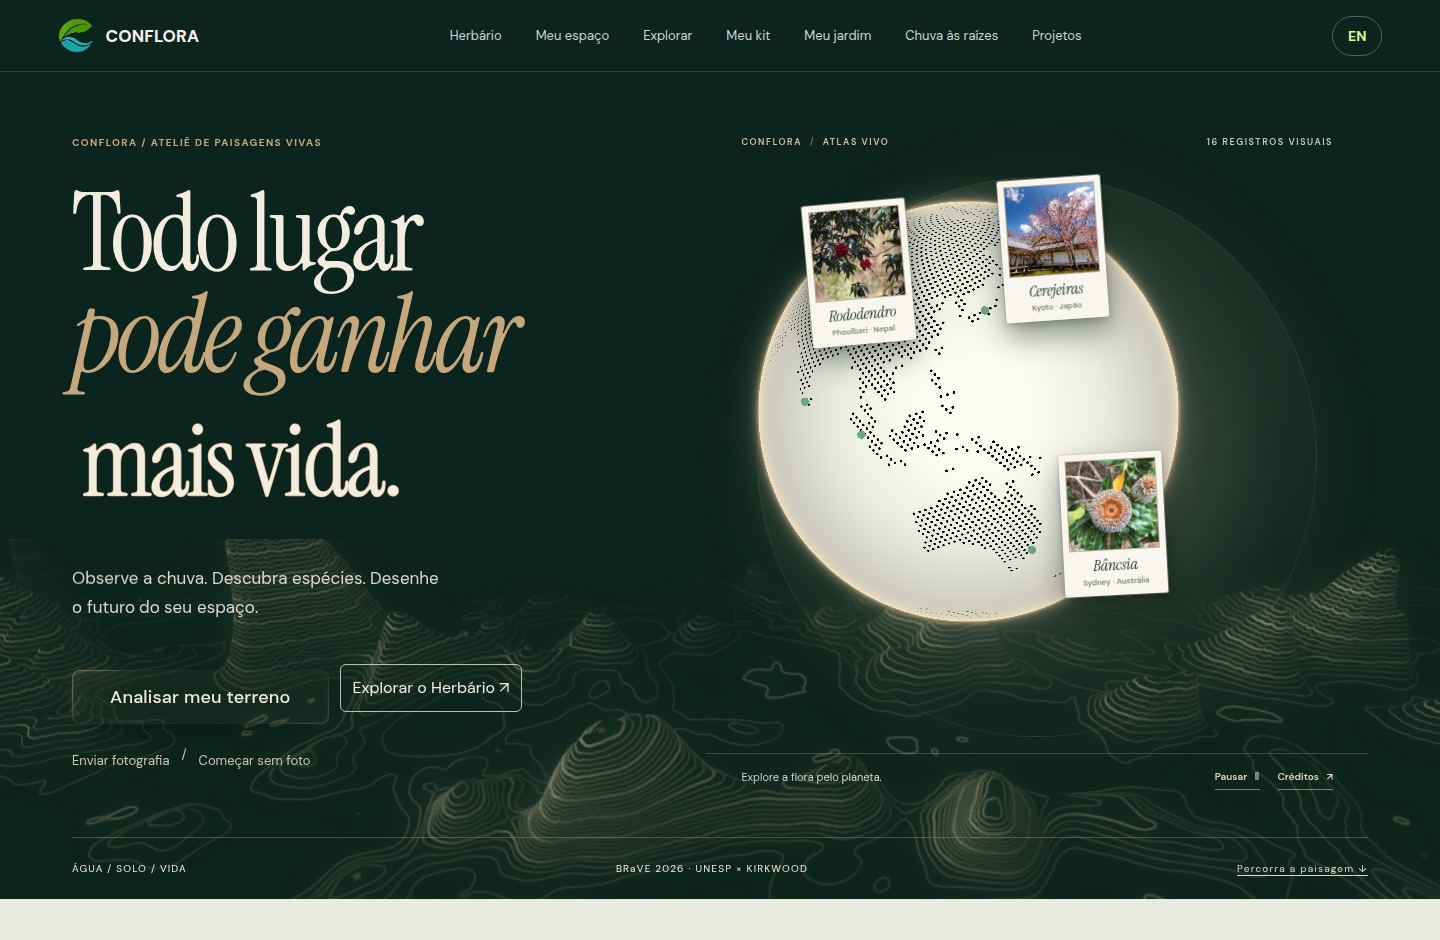 CONFLORA
Herbário
Meu espaço
Explorar
Meu kit
Meu jardim
Chuva às raízes
Projetos
EN
CONFLORA / ATELIÊ DE PAISAGENS VIVAS
Todo lugar
pode ganhar
mais vida.
Observe a chuva. Descubra espécies. Desenhe
o futuro do seu espaço.
Analisar meu terreno
Explorar o Herbário ↗
Enviar fotografia / Começar sem foto
CONFLORA / ATLAS VIVO
16 REGISTROS VISUAIS
Rododendro
Phoolbari · Nepal
Cerejeiras
Kyoto · Japão
Bâncsia
Sydney · Austrália
Explore a flora pelo planeta.
Pausar ||
Créditos ↗
ÁGUA / SOLO / VIDA
BRaVE 2026 · UNESP × KIRKWOOD
Percorra a paisagem ↓